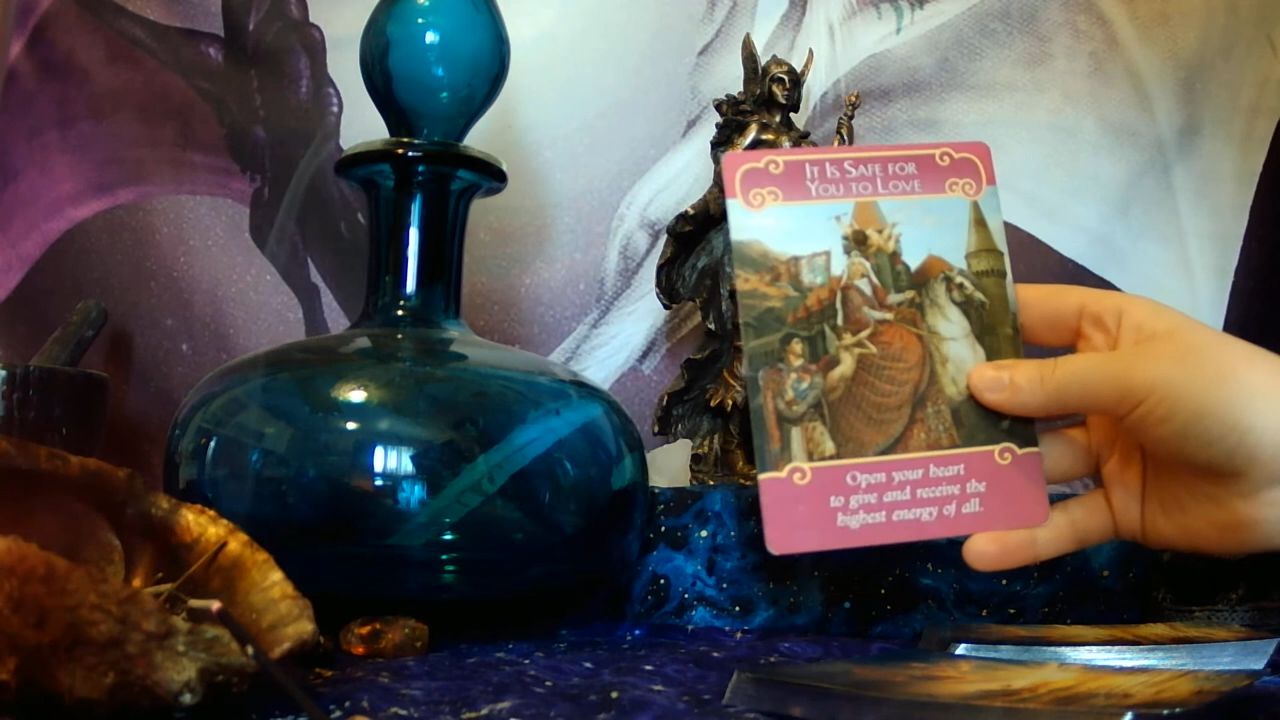 It Is Safe for
You to Love
Open your heart
to give and receive the
highest energy of all.